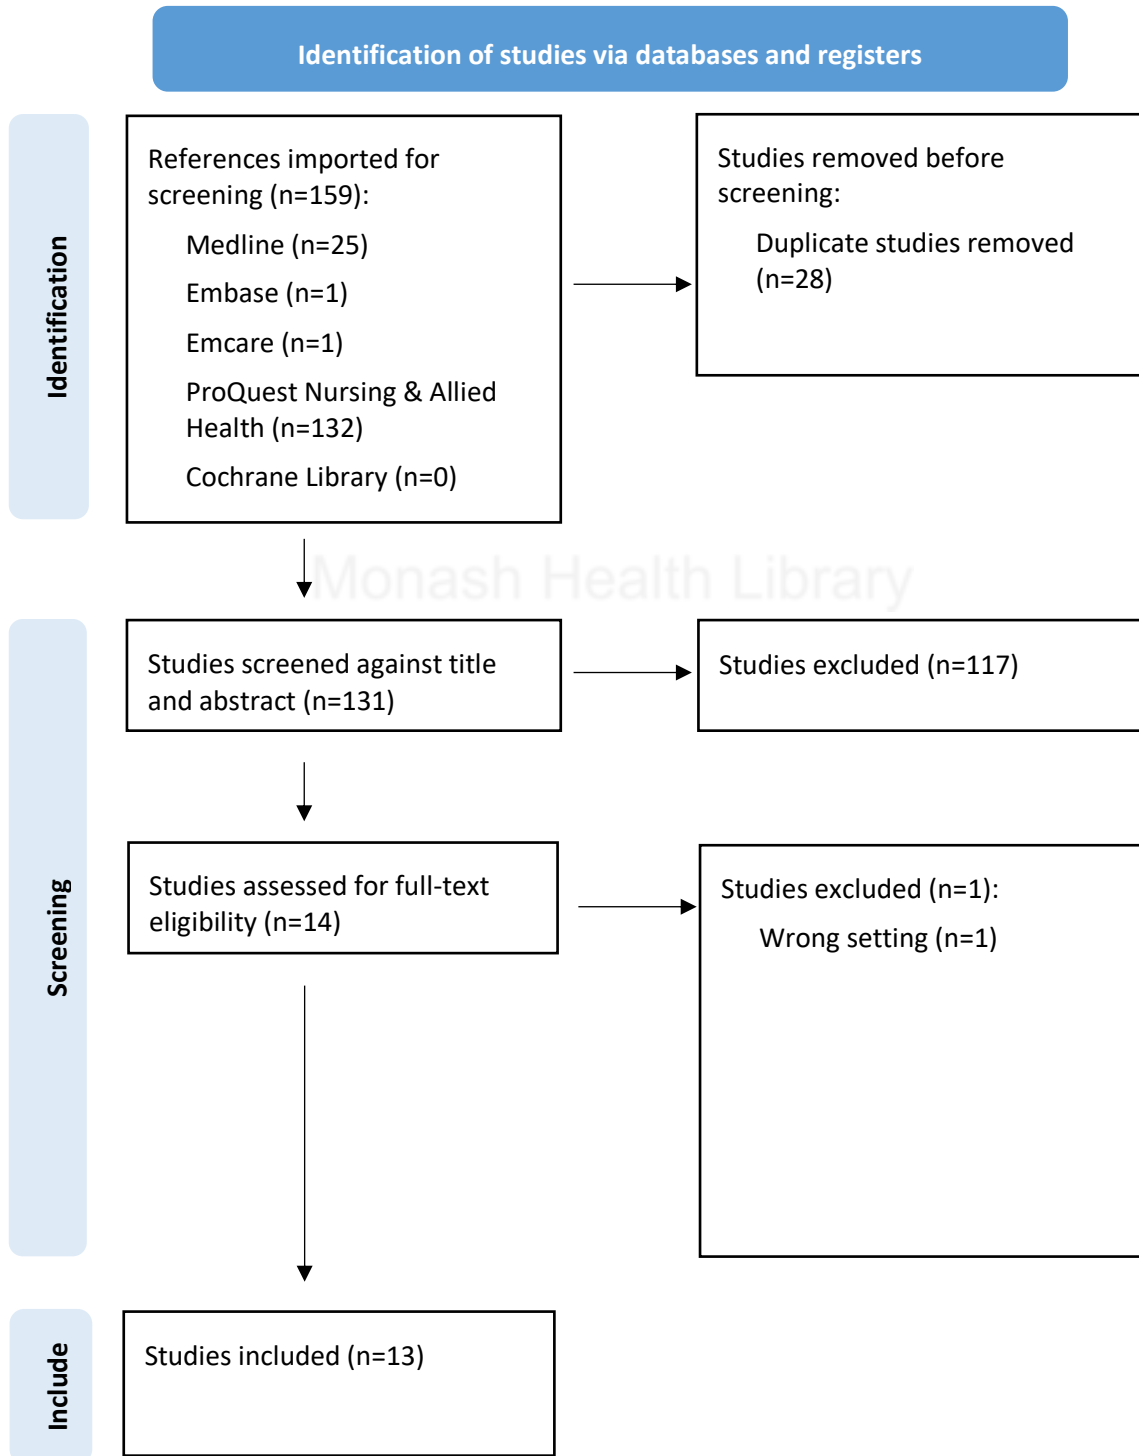 Identification of studies via databases and registers
Identification
References imported for
screening (n=159):
Medline (n=25)
Embase (n=1)
Emcare (n=1)
ProQuest Nursing & Allied
Health (n=132)
Cochrane Library (n=0)
Studies removed before
screening:
Duplicate studies removed
(n=28)
Monash Health Library
Screening
Studies screened against title
and abstract (n=131)
Studies excluded (n=117)
Studies assessed for full-text
eligibility (n=14)
Studies excluded (n=1):
Wrong setting (n=1)
Include
Studies included (n=13)